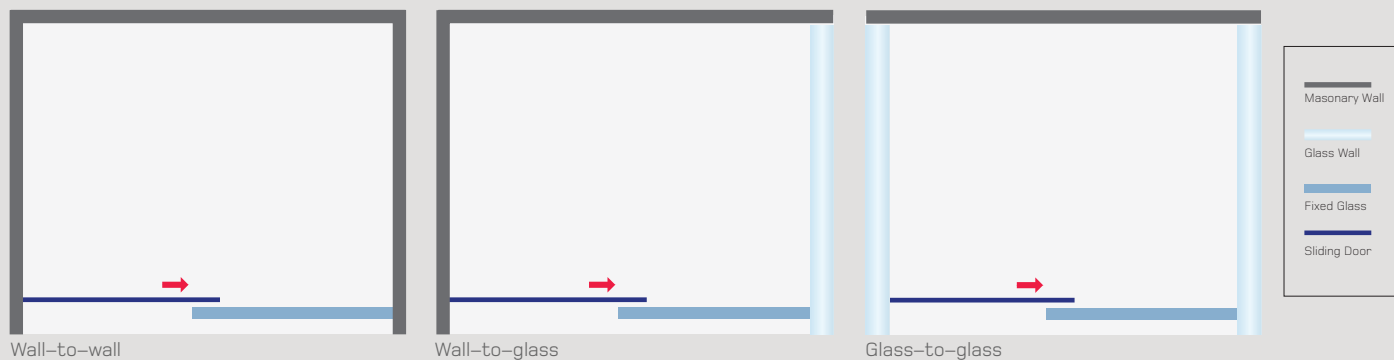 Masonary Wall
Glass Wall
Fixed Glass
Sliding Door
Wall–to–wall
Wall–to–glass
Glass–to–glass